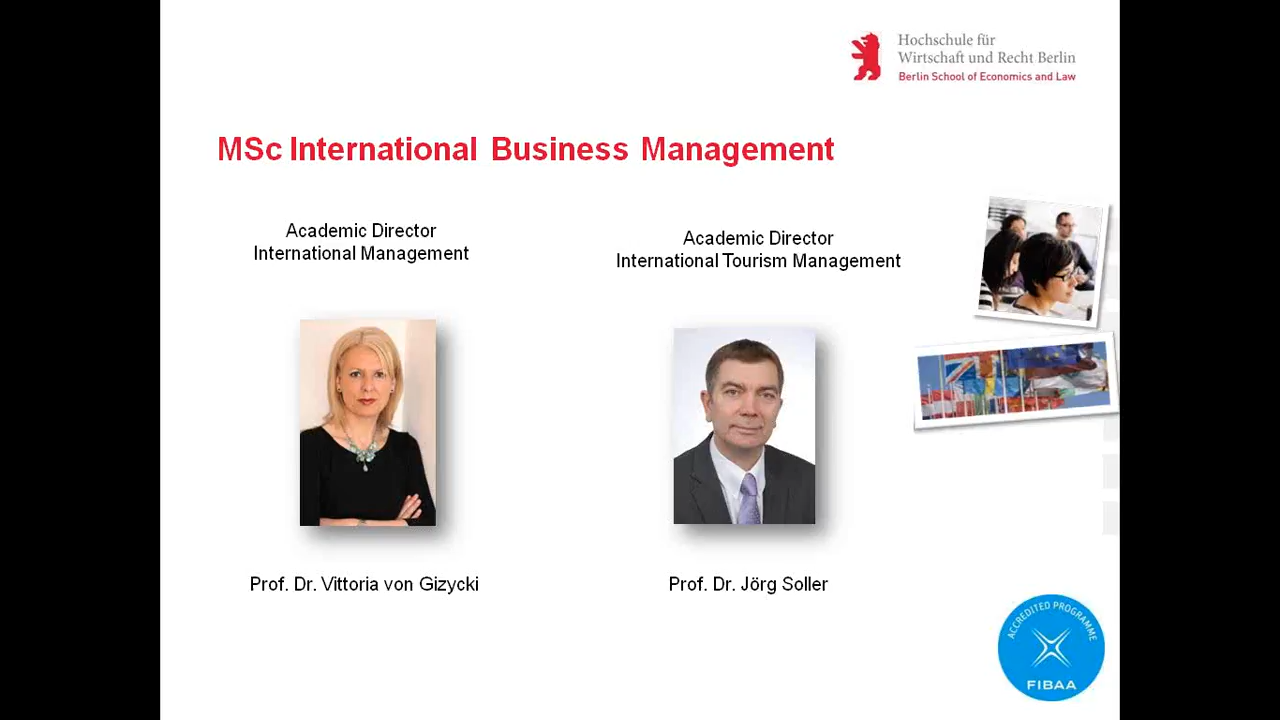 Hochschule für
Wirtschaft und Recht Berlin
Berlin School of Economics and Law
MSc International Business Management
Academic Director
International Management
Academic Director
International Tourism Management
Prof. Dr. Vittoria von Gizycki
Prof. Dr. Jörg Soller
ACCREDITED PROGRAMME
FIBAA